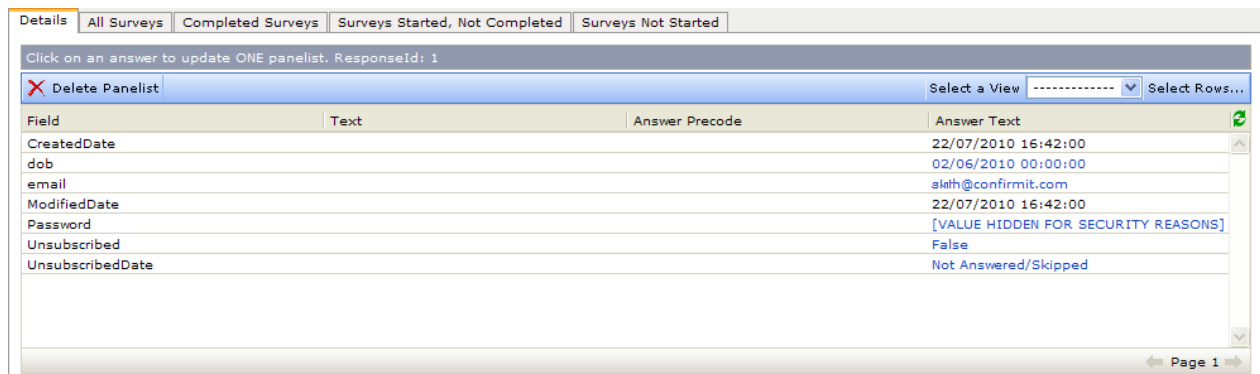 Details All Surveys Completed Surveys Surveys Started, Not Completed Surveys Not Started
Click on an answer to update ONE panelist. ResponseId: 1
Delete Panelist Select a View ------------- Select Rows...
Field Text Answer Precode Answer Text
CreatedDate 22/07/2010 16:42:00
dob 02/06/2010 00:00:00
email @confirmit.com
ModifiedDate 22/07/2010 16:42:00
Password [VALUE HIDDEN FOR SECURITY REASONS]
Unsubscribed False
UnsubscribedDate Not Answered/Skipped
Page 1